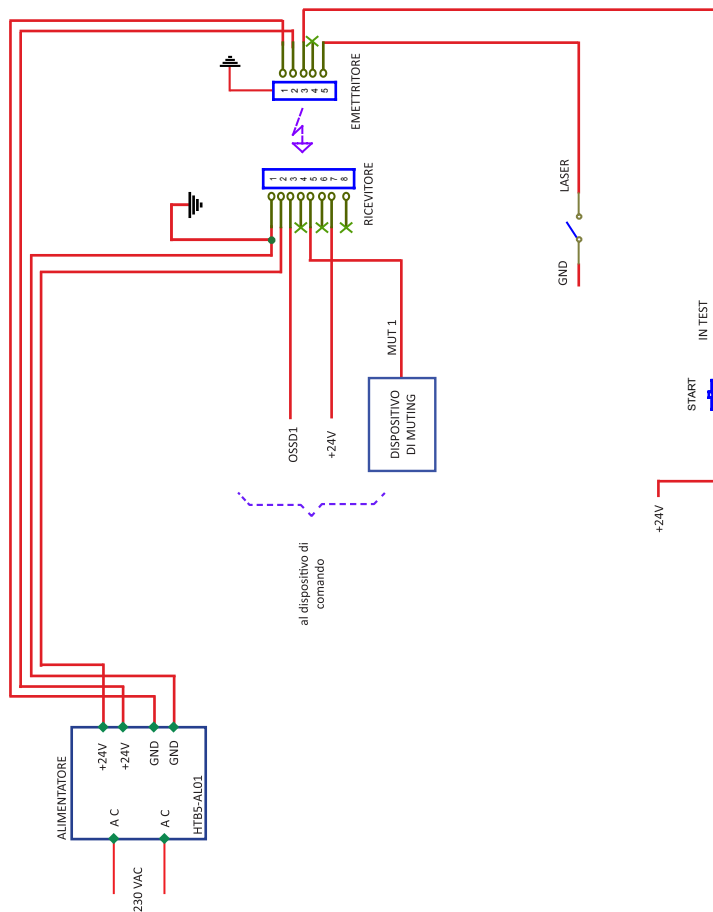 1
2
3
4
5
EMETTRITORE
1
2
3
4
5
6
7
8
RICEVITORE
LASER
GND
IN TEST
START
+24V
MUT 1
DISPOSITIVO
DI MUTING
OSSD1
+24V
al dispositivo di
comando
ALIMENTATORE
+24V
+24V
GND
GND
A C
A C
HTB5-AL01
230 VAC